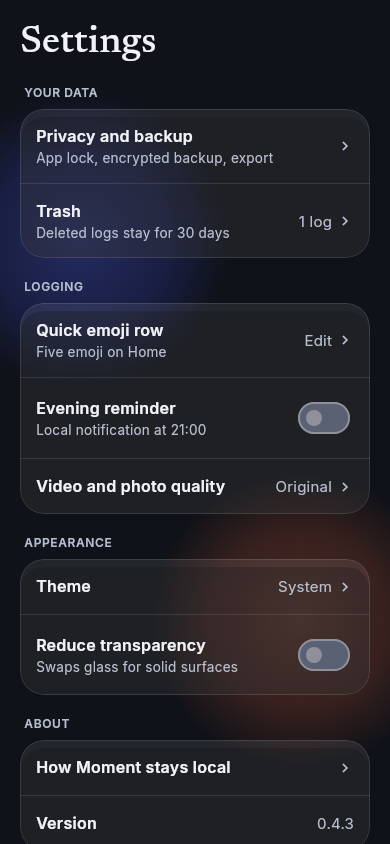 Settings
YOUR DATA
Privacy and backup
App lock, encrypted backup, export
Trash
Deleted logs stay for 30 days
1 log
LOGGING
Quick emoji row
Five emoji on Home
Edit
Evening reminder
Local notification at 21:00
Video and photo quality
Original
APPEARANCE
Theme
System
Reduce transparency
Swaps glass for solid surfaces
ABOUT
How Moment stays local
Version
0.4.3